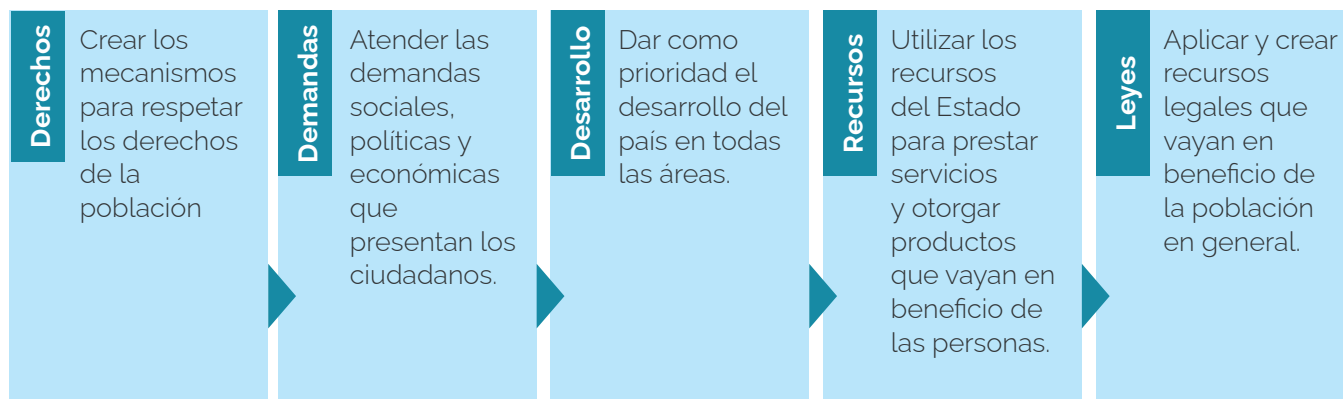 Derechos
Crear los
mecanismos
para respetar
los derechos
de la
población
Demandas
Atender las
demandas
sociales,
políticas y
económicas
que
presentan los
ciudadanos.
Desarrollo
Dar como
prioridad el
desarrollo del
país en todas
las áreas.
Recursos
Utilizar los
recursos
del Estado
para prestar
servicios
y otorgar
productos
que vayan en
beneficio de
las personas.
Leyes
Aplicar y crear
recursos
legales que
vayan en
beneficio de
la población
en general.